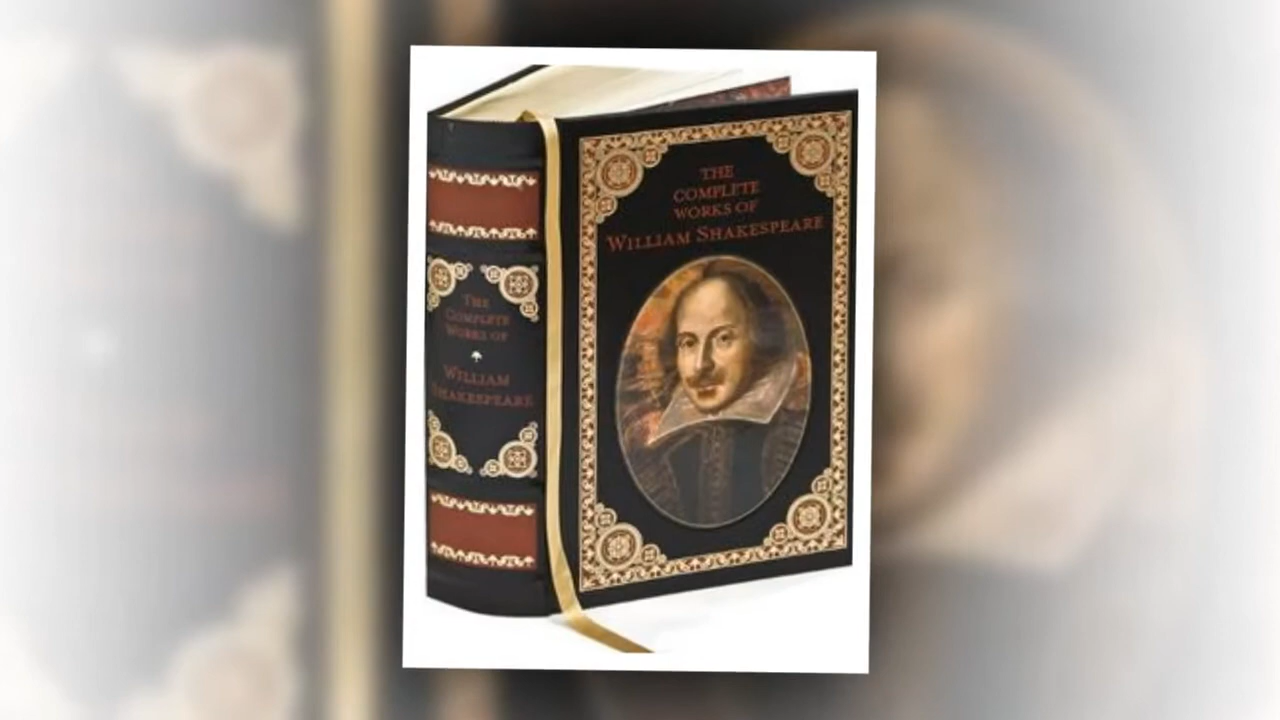 THE
COMPLETE
WORKS OF
WILLIAM SHAKESPEARE
THE
COMPLETE
WORKS OF
WILLIAM
SHAKESPEARE